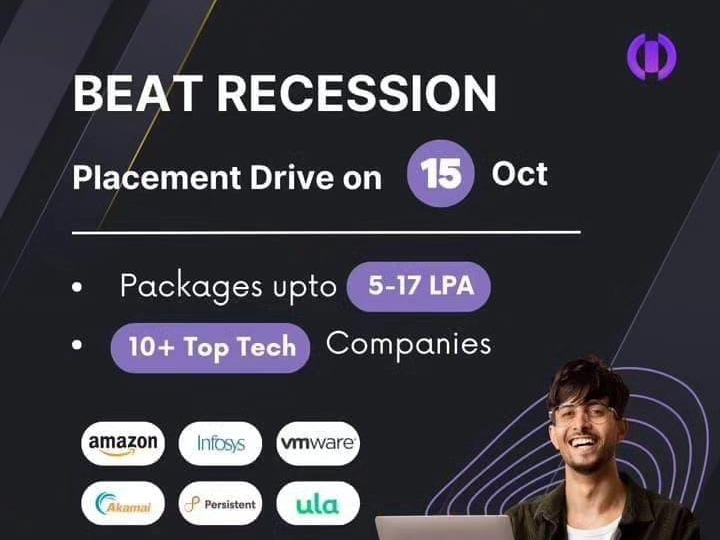 BEAT RECESSION
Placement Drive on 15 Oct
• Packages upto 5-17 LPA
• 10+ Top Tech Companies
amazon Infosys vmware
Akamai Persistent ula